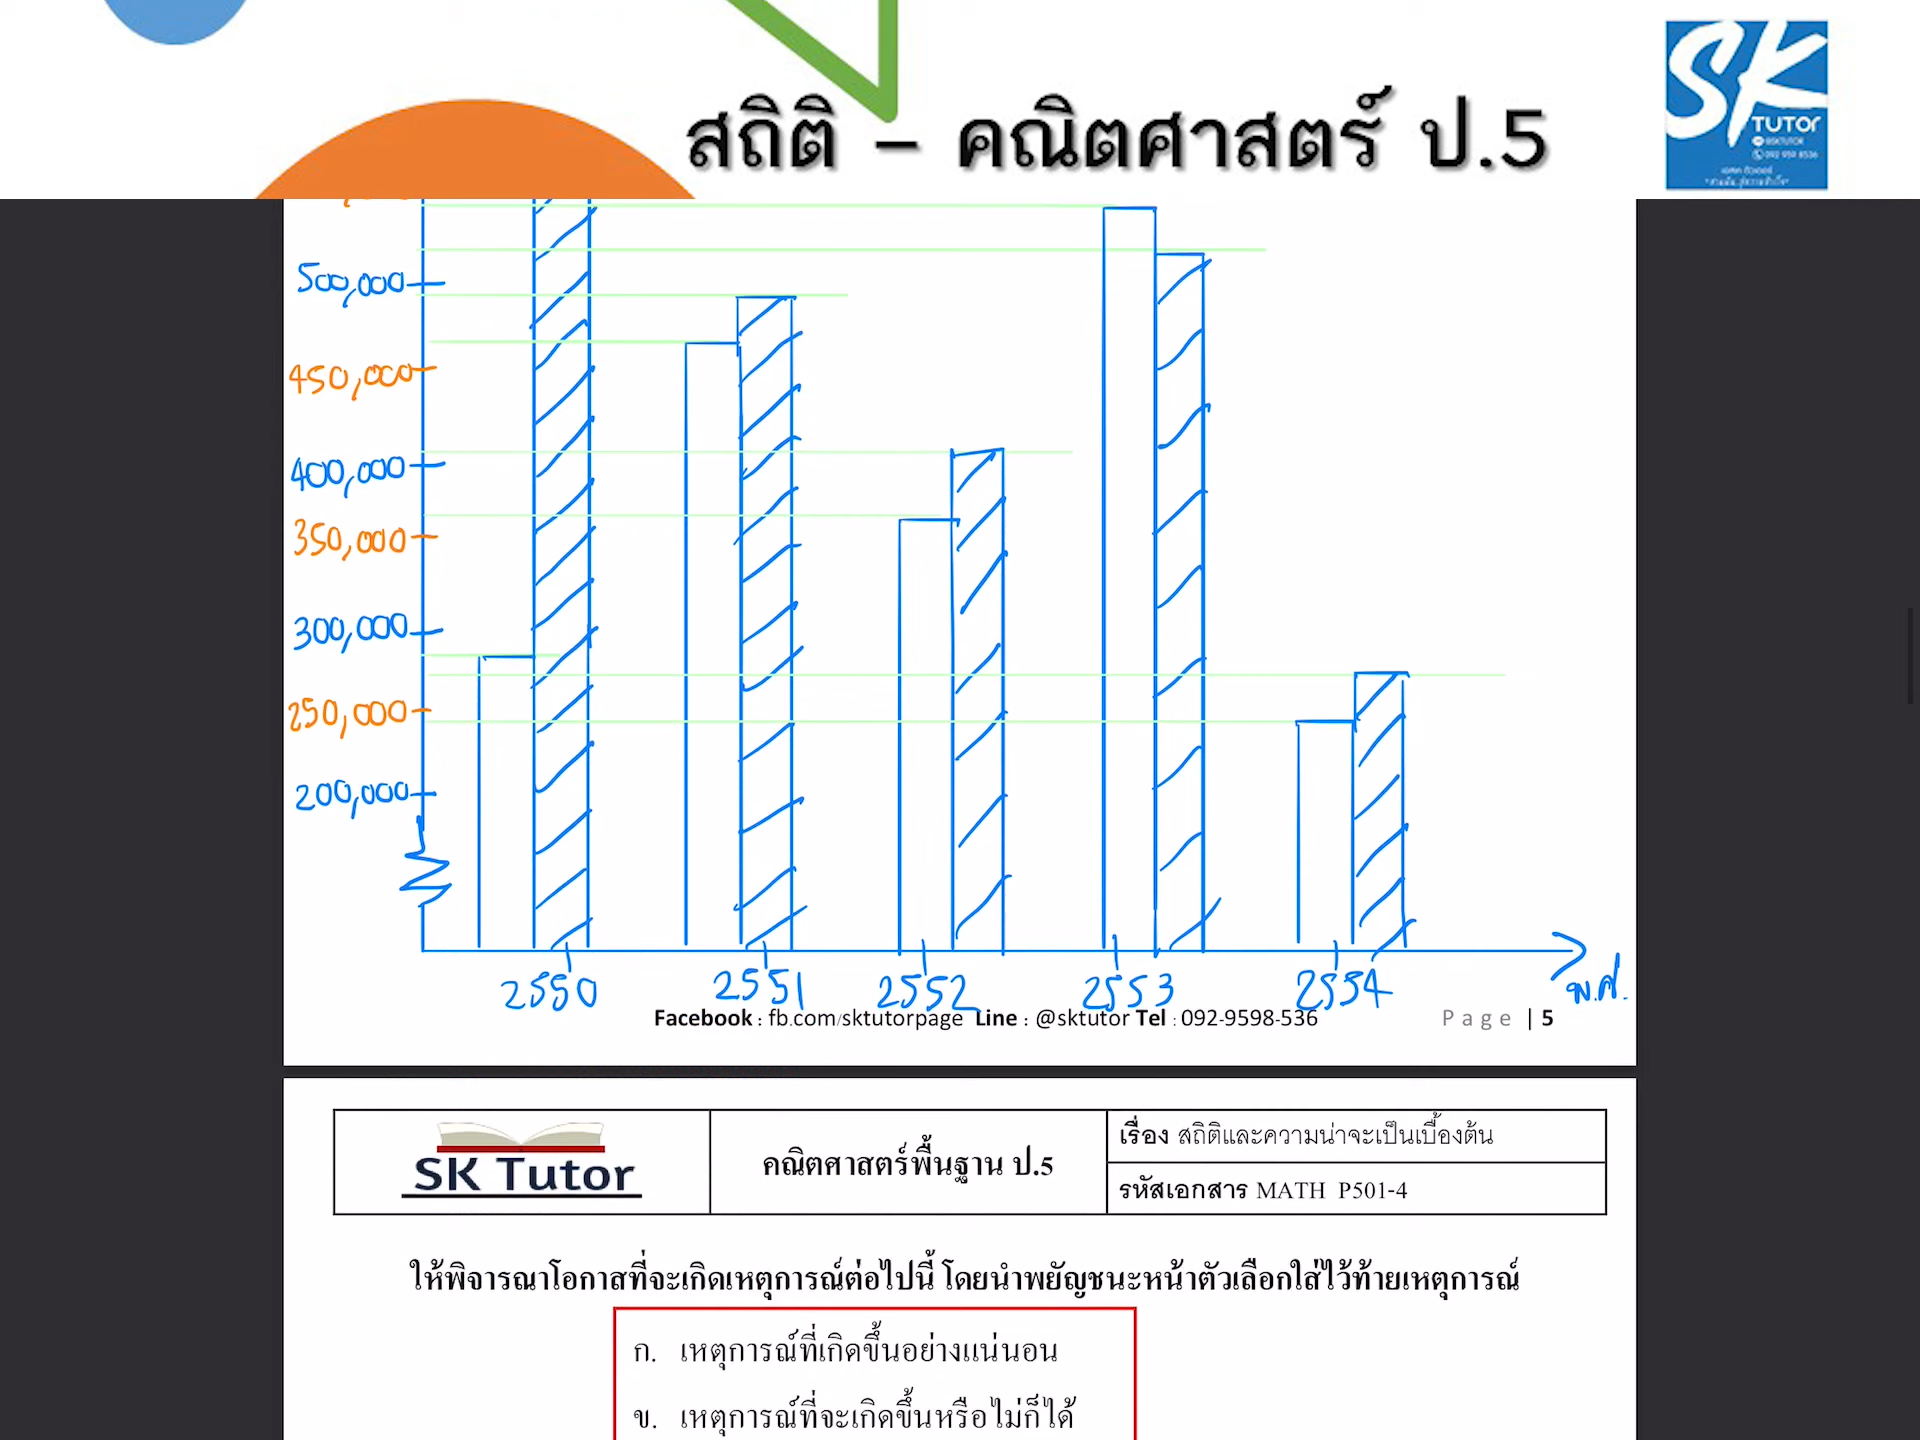 สถิติ – คณิตศาสตร์ ป.5
SK
TUTOR
@SKTUTOR
092 959 8536
500,000
450,000
400,000
350,000
300,000
250,000
200,000
2550 2551 2552 2553 2554 พ.ศ.
Facebook : fb.com/sktutorpage Line : @sktutor Tel : 092-9598-536 Page | 5
SK Tutor
คณิตศาสตร์พื้นฐาน ป.5
เรื่อง สถิติและความน่าจะเป็นเบื้องต้น
รหัสเอกสาร MATH P501-4
ให้พิจารณาโอกาสที่จะเกิดเหตุการณ์ต่อไปนี้ โดยนำพยัญชนะหน้าตัวเลือกใส่ไว้ท้ายเหตุการณ์
ก. เหตุการณ์ที่เกิดขึ้นอย่างแน่นอน
ข. เหตุการณ์ที่จะเกิดขึ้นหรือไม่ก็ได้